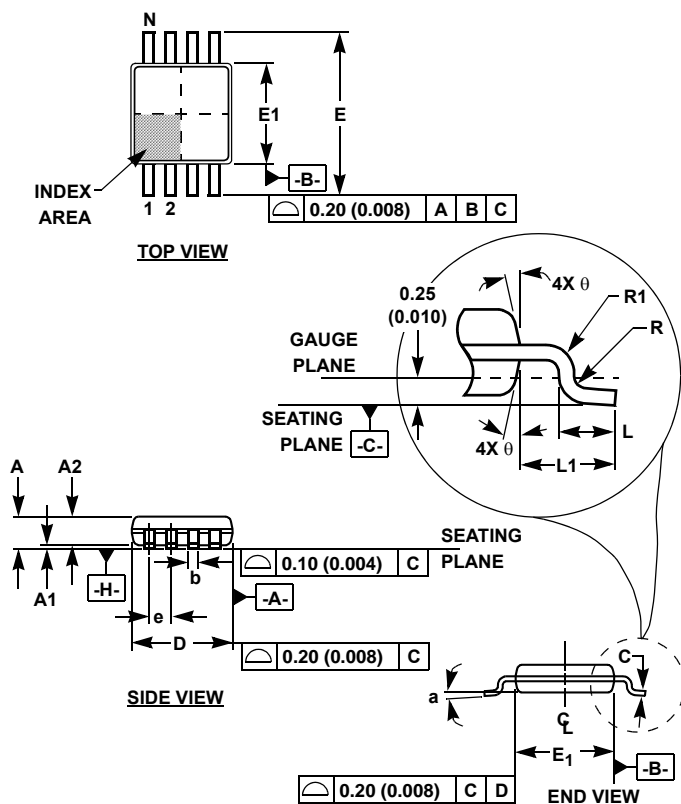 N
E1
E
-B-
INDEX
AREA
1 2
0.20 (0.008) A B C
TOP VIEW
4X θ
0.25
(0.010)
R1
R
GAUGE
PLANE
SEATING
PLANE
-C-
4X θ
L
L1
A
A2
SEATING
PLANE
0.10 (0.004) C
A1
-H-
b
-A-
e
D
0.20 (0.008) C
SIDE VIEW
C
a
CL
E1
-B-
0.20 (0.008) C D
END VIEW